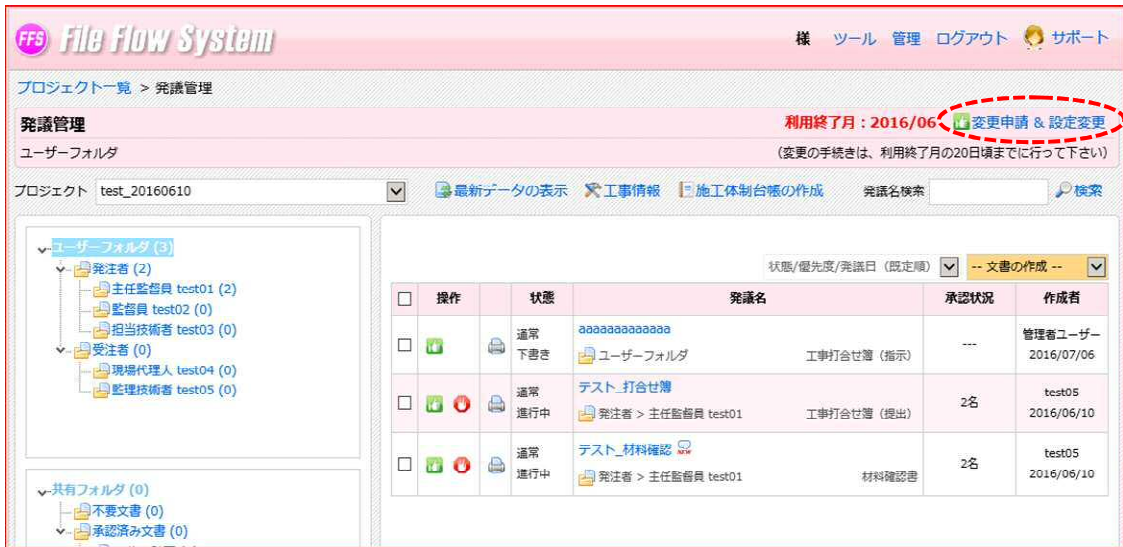 FFS File Flow System
様 ツール 管理 ログアウト サポート
プロジェクト一覧 > 発議管理
発議管理 利用終了月:2016/06 変更申請 & 設定変更
ユーザーフォルダ (変更の手続きは、利用終了月の20日頃までに行って下さい)
プロジェクト test_20160610 最新データの表示 工事情報 施工体制台帳の作成 発議名検索 検索
ユーザーフォルダ (3)
発注者 (2)
主任監督員 test01 (2)
監督員 test02 (0)
担当技術者 test03 (0)
受注者 (0)
現場代理人 test04 (0)
監理技術者 test05 (0)
共有フォルダ (0)
不要文書 (0)
承認済み文書 (0)
状態/優先度/発議日 (既定順) -- 文書の作成 --
操作 状態 発議名 承認状況 作成者
通常 aaaaaaaaaaaaa 管理者ユーザー
下書き ユーザーフォルダ 工事打合せ簿 (指示) --- 2016/07/06
通常 テスト_打合せ簿 test05
進行中 発注者 > 主任監督員 test01 工事打合せ簿 (提出) 2名 2016/06/10
通常 テスト_材料確認 NEW test05
進行中 発注者 > 主任監督員 test01 材料確認書 2名 2016/06/10